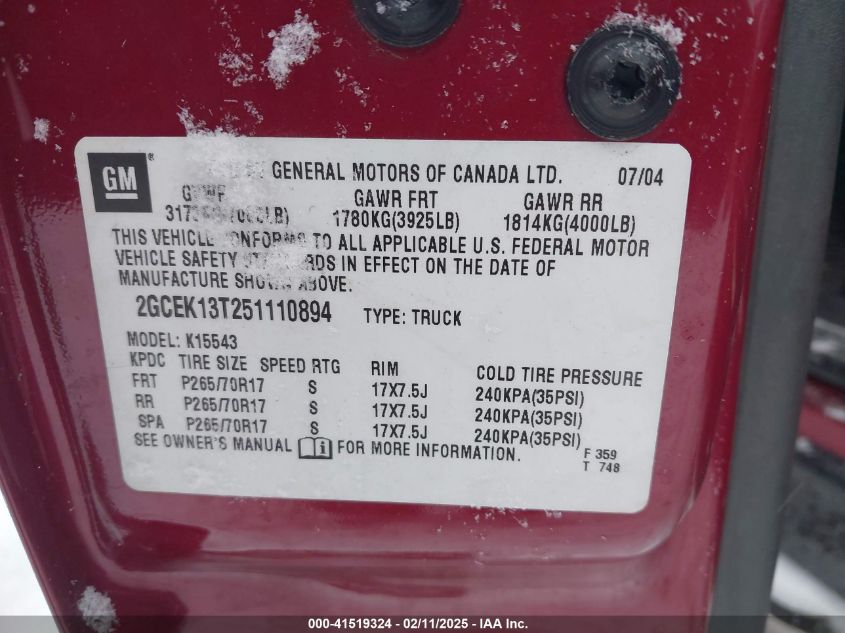 GM ® GENERAL MOTORS OF CANADA LTD. 07/04
GAWR FRT GAWR RR
1780KG(3925LB) 1814KG(4000LB)
THIS VEHICLE TO ALL APPLICABLE U.S. FEDERAL MOTOR
VEHICLE SAFETY IN EFFECT ON THE DATE OF
MANUFACTURE
2GCEK13T251110894 TYPE: TRUCK
MODEL: K15543
KPDC TIRE SIZE SPEED RTG RIM COLD TIRE PRESSURE
FRT P265/70R17 S 17X7.5J 240KPA(35PSI)
RR P265/70R17 S 17X7.5J 240KPA(35PSI)
SPA P265/70R17 S 17X7.5J 240KPA(35PSI)
SEE OWNER'S MANUAL FOR MORE INFORMATION.
F 359
T 748
000-41519324 - 02/11/2025 - IAA Inc.